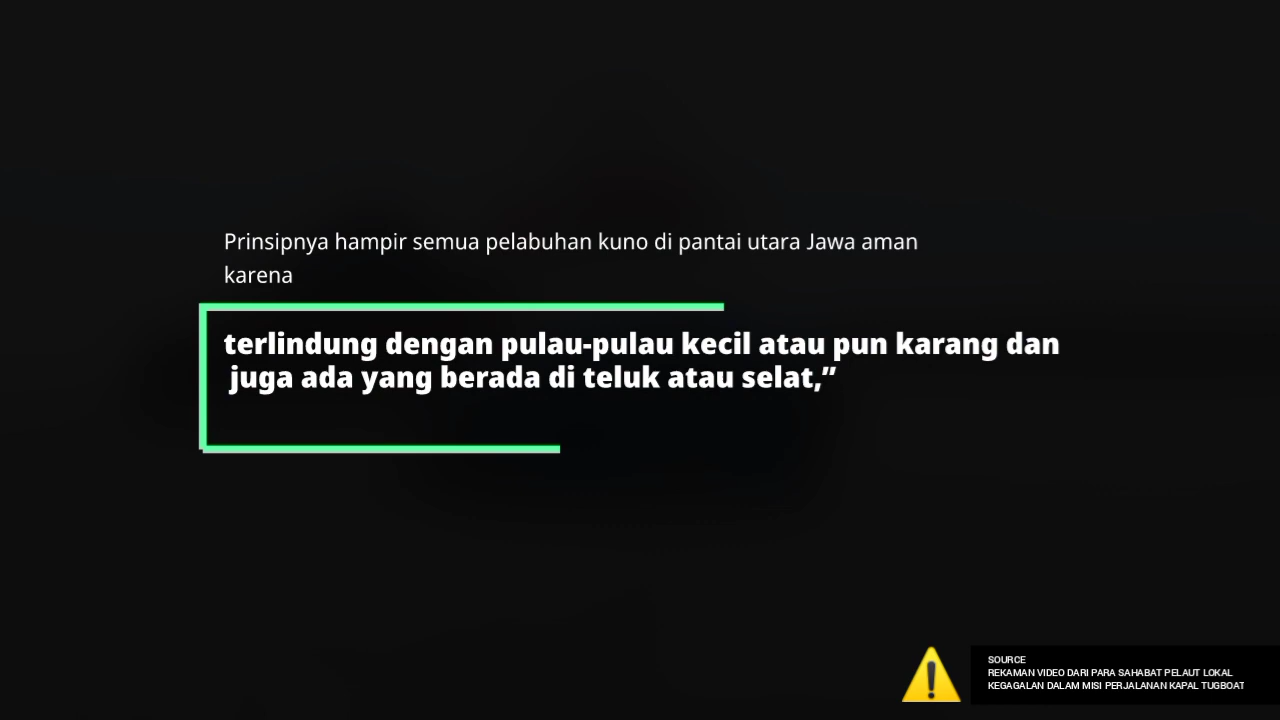 Prinsipnya hampir semua pelabuhan kuno di pantai utara Jawa aman
karena
terlindung dengan pulau-pulau kecil atau pun karang dan
juga ada yang berada di teluk atau selat,”
SOURCE
REKAMAN VIDEO DARI PARA SAHABAT PELAUT LOKAL
KEGAGALAN DALAM MISI PERJALANAN KAPAL TUGBOAT